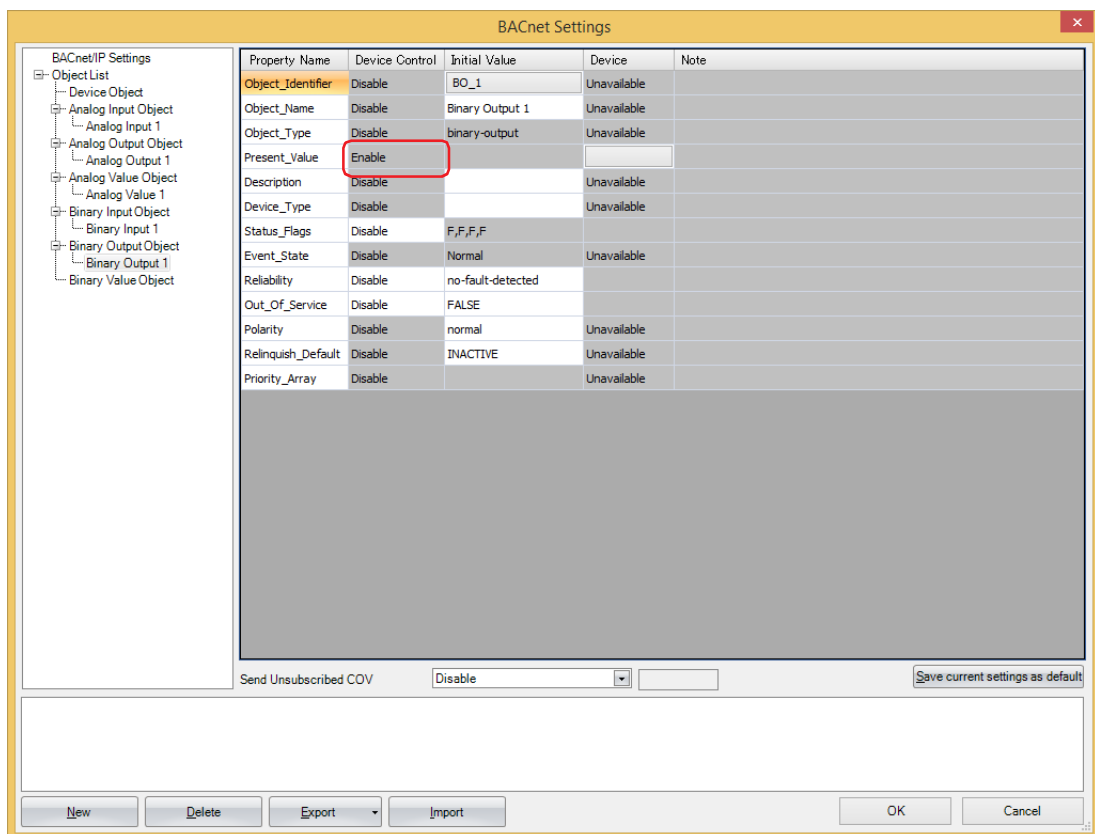 BACnet Settings
BACnet/IP Settings
Object List
Device Object
Analog Input Object
Analog Input 1
Analog Output Object
Analog Output 1
Analog Value Object
Analog Value 1
Binary Input Object
Binary Input 1
Binary Output Object
Binary Output 1
Binary Value Object
Property Name Device Control Initial Value Device Note
Object_Identifier Disable BO_1 Unavailable
Object_Name Disable Binary Output 1 Unavailable
Object_Type Disable binary-output Unavailable
Present_Value Enable
Description Disable Unavailable
Device_Type Disable Unavailable
Status_Flags Disable F,F,F,F
Event_State Disable Normal Unavailable
Reliability Disable no-fault-detected
Out_Of_Service Disable FALSE
Polarity Disable normal Unavailable
Relinquish_Default Disable INACTIVE Unavailable
Priority_Array Disable Unavailable
Send Unsubscribed COV Disable Save current settings as default
New Delete Export Import OK Cancel